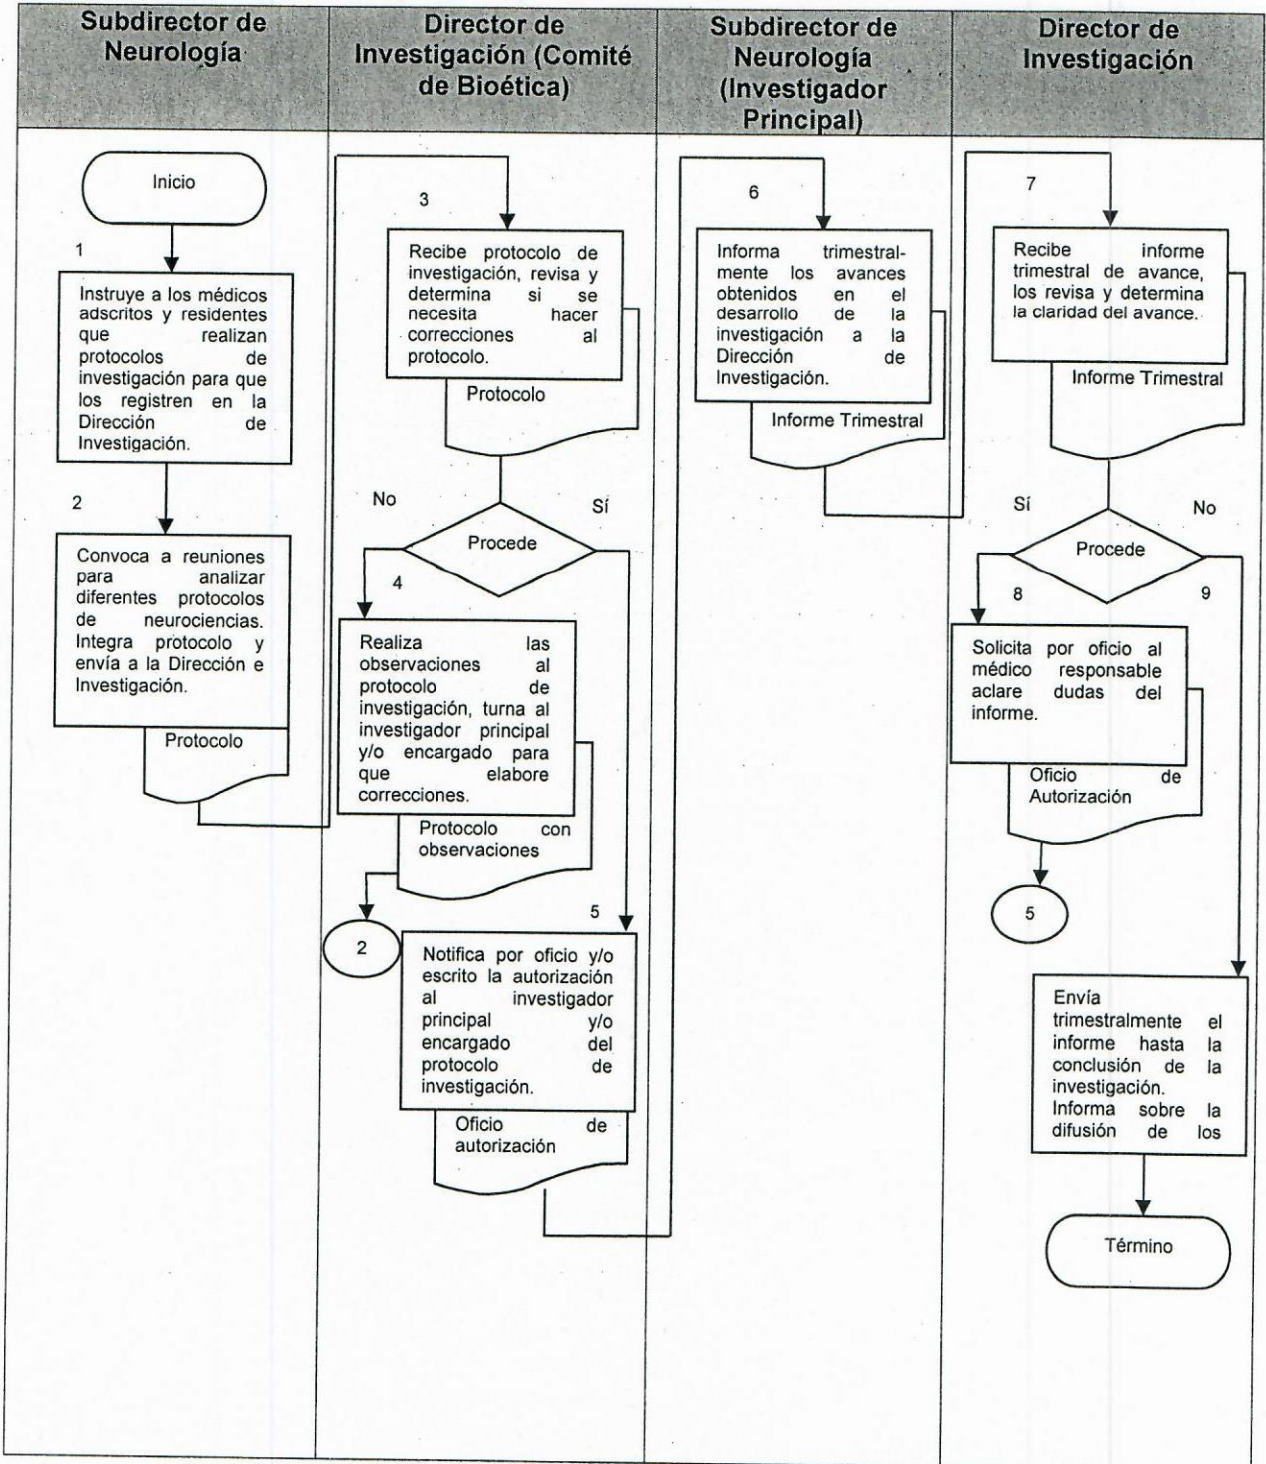 Subdirector de
Neurología
Director de
Investigación (Comité
de Bioética)
Subdirector de
Neurología
(Investigador
Principal)
Director de
Investigación
Inicio
1
Instruye a los médicos
adscritos y residentes
que realizan
protocolos de
investigación para que
los registren en la
Dirección de
Investigación.
2
Convoca a reuniones
para analizar
diferentes protocolos
de neurociencias.
Integra protocolo y
envía a la Dirección e
Investigación.
Protocolo
3
Recibe protocolo de
investigación, revisa y
determina si se
necesita hacer
correcciones al
protocolo.
Protocolo
No
Sí
Procede
4
Realiza las
observaciones al
protocolo de
investigación, turna al
investigador principal
y/o encargado para
que elabore
correcciones.
Protocolo con
observaciones
2
5
Notifica por oficio y/o
escrito la autorización
al investigador
principal y/o
encargado del
protocolo de
investigación.
Oficio de
autorización
6
Informa trimestral-
mente los avances
obtenidos en el
desarrollo de la
investigación a la
Dirección de
Investigación.
Informe Trimestral
7
Recibe informe
trimestral de avance,
los revisa y determina
la claridad del avance.
Informe Trimestral
Sí
No
Procede
8
9
Solicita por oficio al
médico responsable
aclare dudas del
informe.
Oficio de
Autorización
5
Envía
trimestralmente el
informe hasta la
conclusión de la
investigación.
Informa sobre la
difusión de los
Término